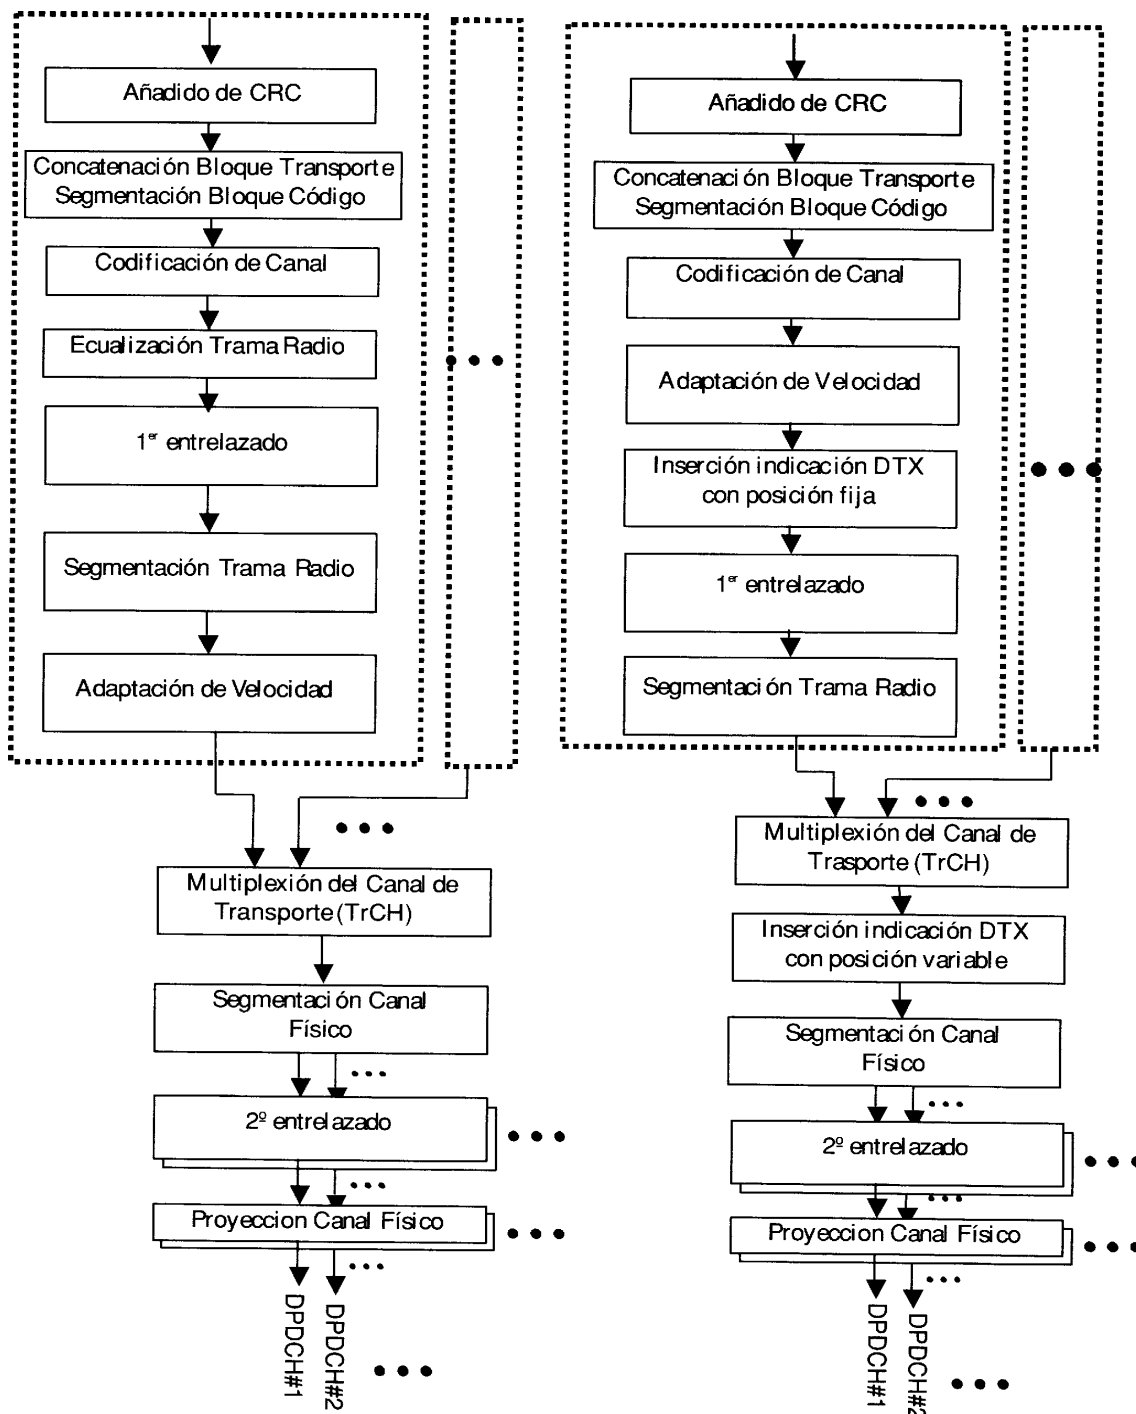 Añadido de CRC
Concatenación Bloque Transporte
Segmentación Bloque Código
Codificación de Canal
Ecualización Trama Radio
1er entrelazado
Segmentación Trama Radio
Adaptación de Velocidad
Multiplexión del Canal de
Transporte (TrCH)
Segmentación Canal
Físico
2º entrelazado
Proyeccion Canal Físico
DPDCH#1
DPDCH#2
Añadido de CRC
Concatenación Bloque Transporte
Segmentación Bloque Código
Codificación de Canal
Adaptación de Velocidad
Inserción indicación DTX
con posición fija
1er entrelazado
Segmentación Trama Radio
Multiplexión del Canal de
Trasporte (TrCH)
Inserción indicación DTX
con posición variable
Segmentación Canal
Físico
2º entrelazado
Proyeccion Canal Físico
DPDCH#1
DPDCH#2